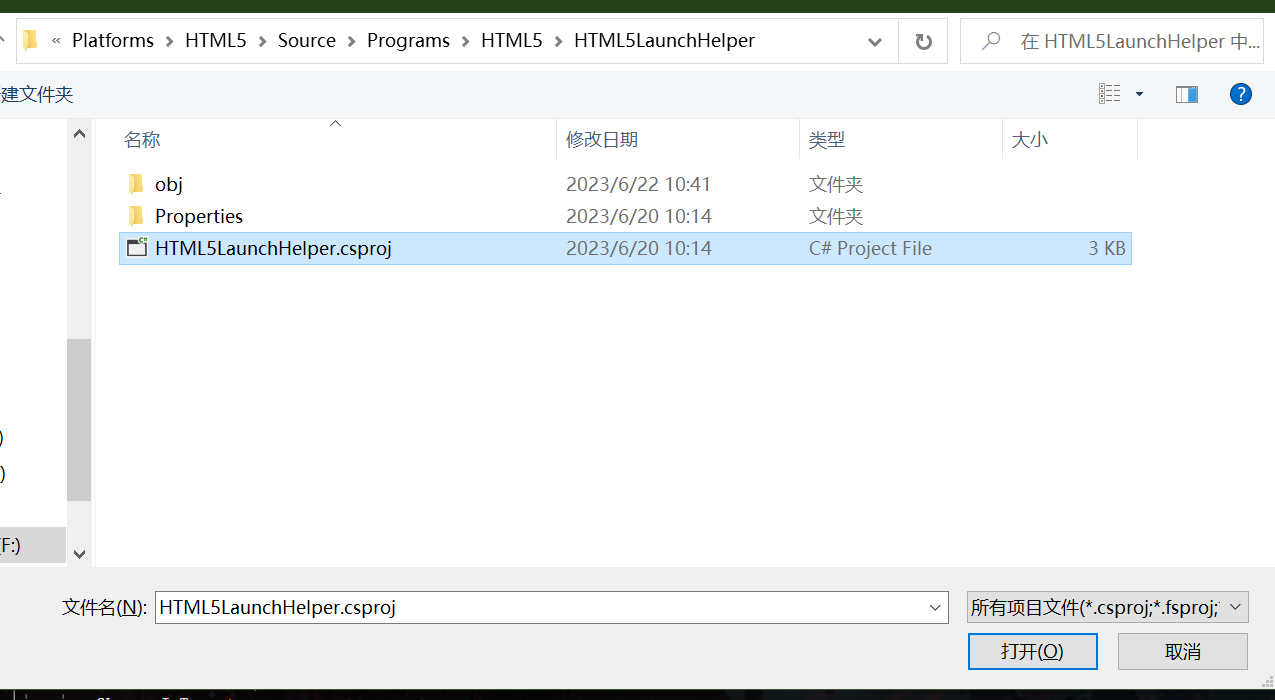 « Platforms > HTML5 > Source > Programs > HTML5 > HTML5LaunchHelper
在 HTML5LaunchHelper 中...
建文件夹
名称 修改日期 类型 大小
obj 2023/6/22 10:41 文件夹
Properties 2023/6/20 10:14 文件夹
HTML5LaunchHelper.csproj 2023/6/20 10:14 C# Project File 3 KB
)
)
(F:)
文件名(N): HTML5LaunchHelper.csproj 所有项目文件(*.csproj;*.fsproj;
打开(O) 取消